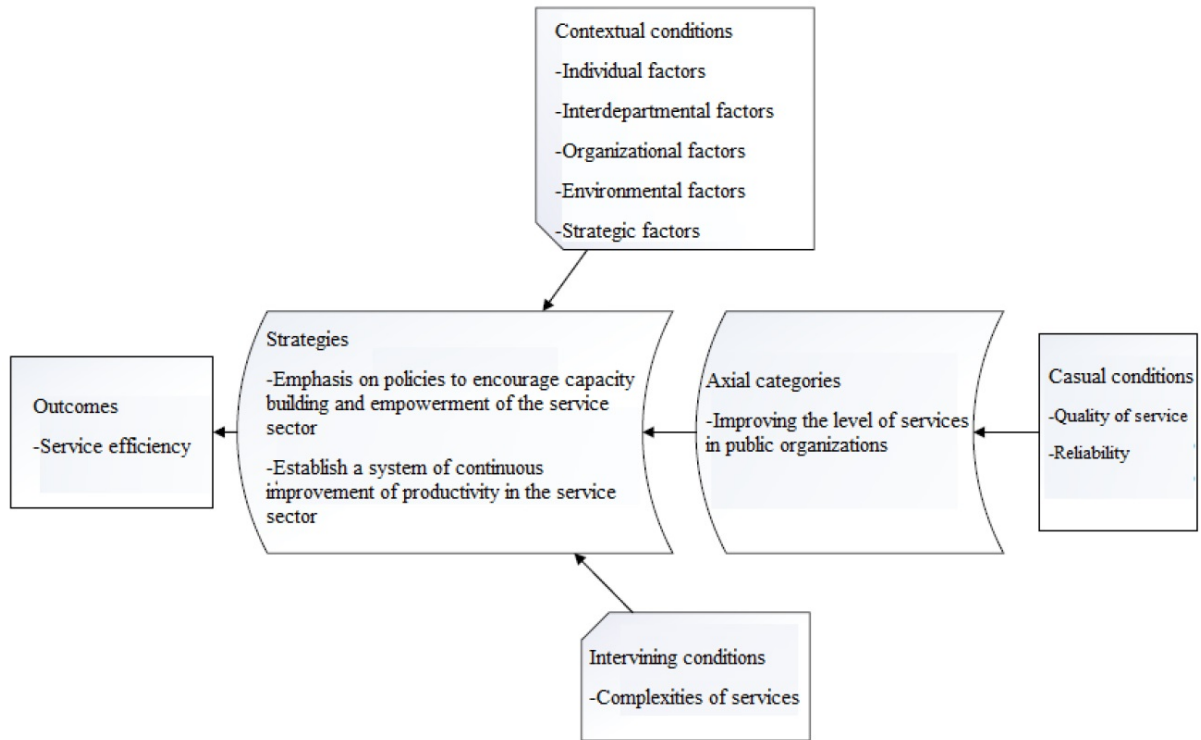 Contextual conditions
-Individual factors
-Interdepartmental factors
-Organizational factors
-Environmental factors
-Strategic factors
Outcomes
-Service efficiency
Strategies
-Emphasis on policies to encourage capacity
building and empowerment of the service
sector
-Establish a system of continuous
improvement of productivity in the service
sector
Axial categories
-Improving the level of services
in public organizations
Casual conditions
-Quality of service
-Reliability
Intervining conditions
-Complexities of services